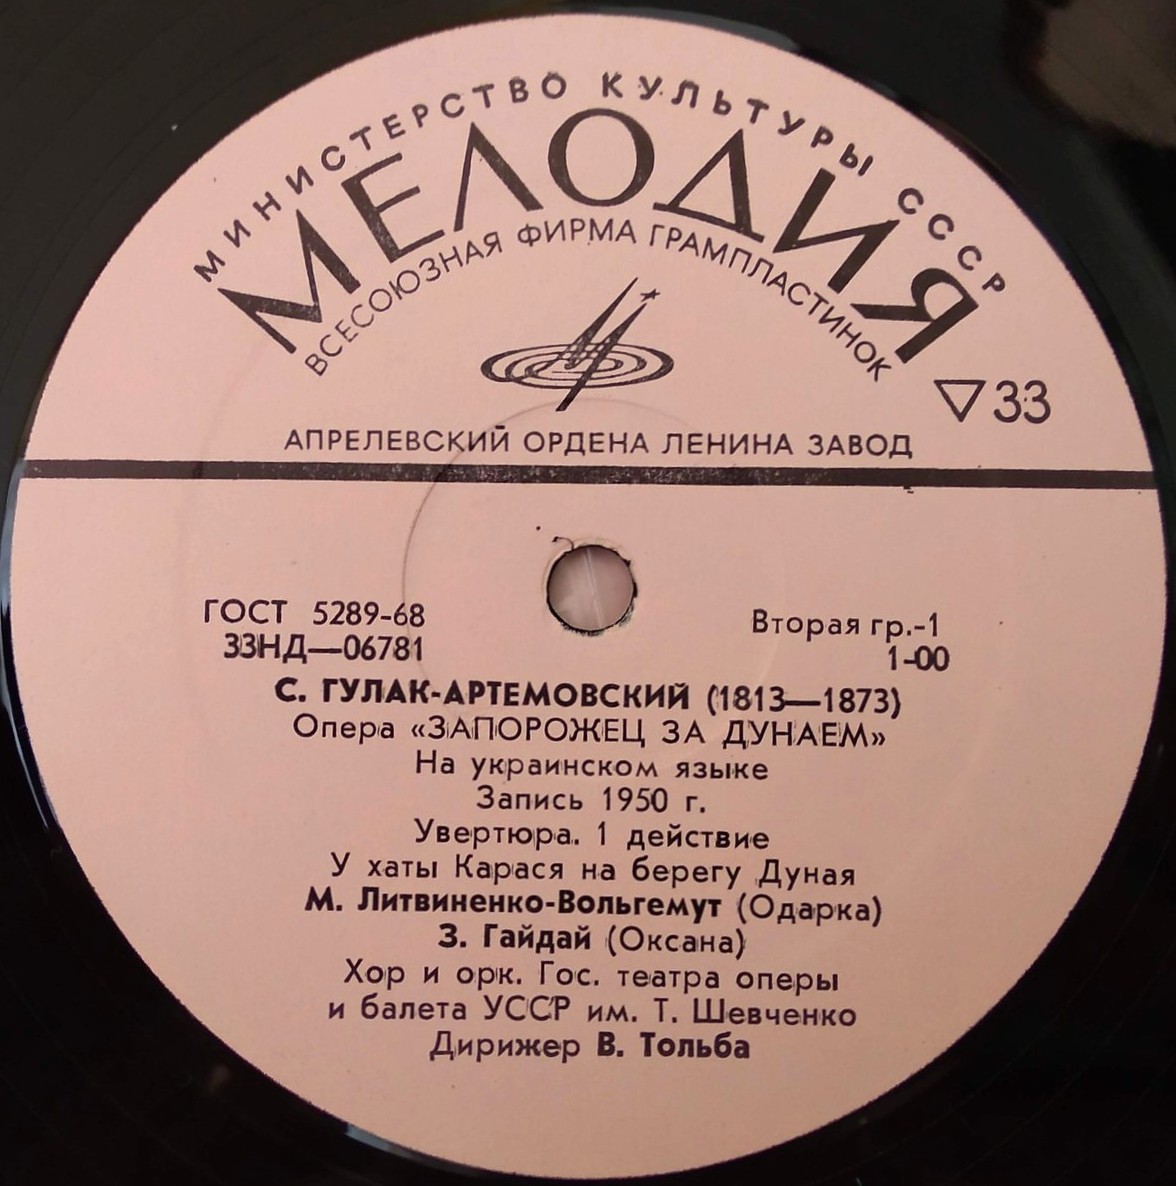 МИНИСТЕРСТВО КУЛЬТУРЫ СССР
МЕЛОДИЯ
ВСЕСОЮЗНАЯ ФИРМА ГРАМПЛАСТИНОК
▽33
АПРЕЛЕВСКИЙ ОРДЕНА ЛЕНИНА ЗАВОД
ГОСТ 5289-68
33НД—06781
Вторая гр.-1
1-00
С. ГУЛАК-АРТЕМОВСКИЙ (1813—1873)
Опера «ЗАПОРОЖЕЦ ЗА ДУНАЕМ»
На украинском языке
Запись 1950 г.
Увертюра. 1 действие
У хаты Карася на берегу Дуная
М. Литвиненко-Вольгемут (Одарка)
З. Гайдай (Оксана)
Хор и орк. Гос. театра оперы
и балета УССР им. Т. Шевченко
Дирижер В. Тольба